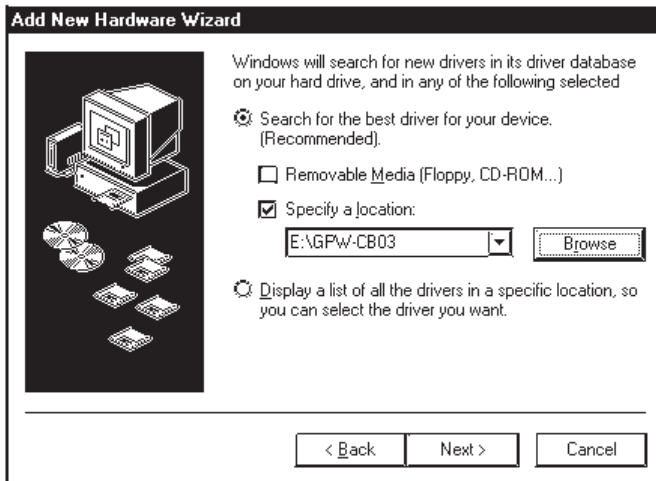 Add New Hardware Wizard
Windows will search for new drivers in its driver database
on your hard drive, and in any of the following selected
Search for the best driver for your device.
(Recommended).
Removable Media (Floppy, CD-ROM...)
Specify a location:
E:\GPW-CB03
Browse
Display a list of all the drivers in a specific location, so
you can select the driver you want.
< Back
Next >
Cancel